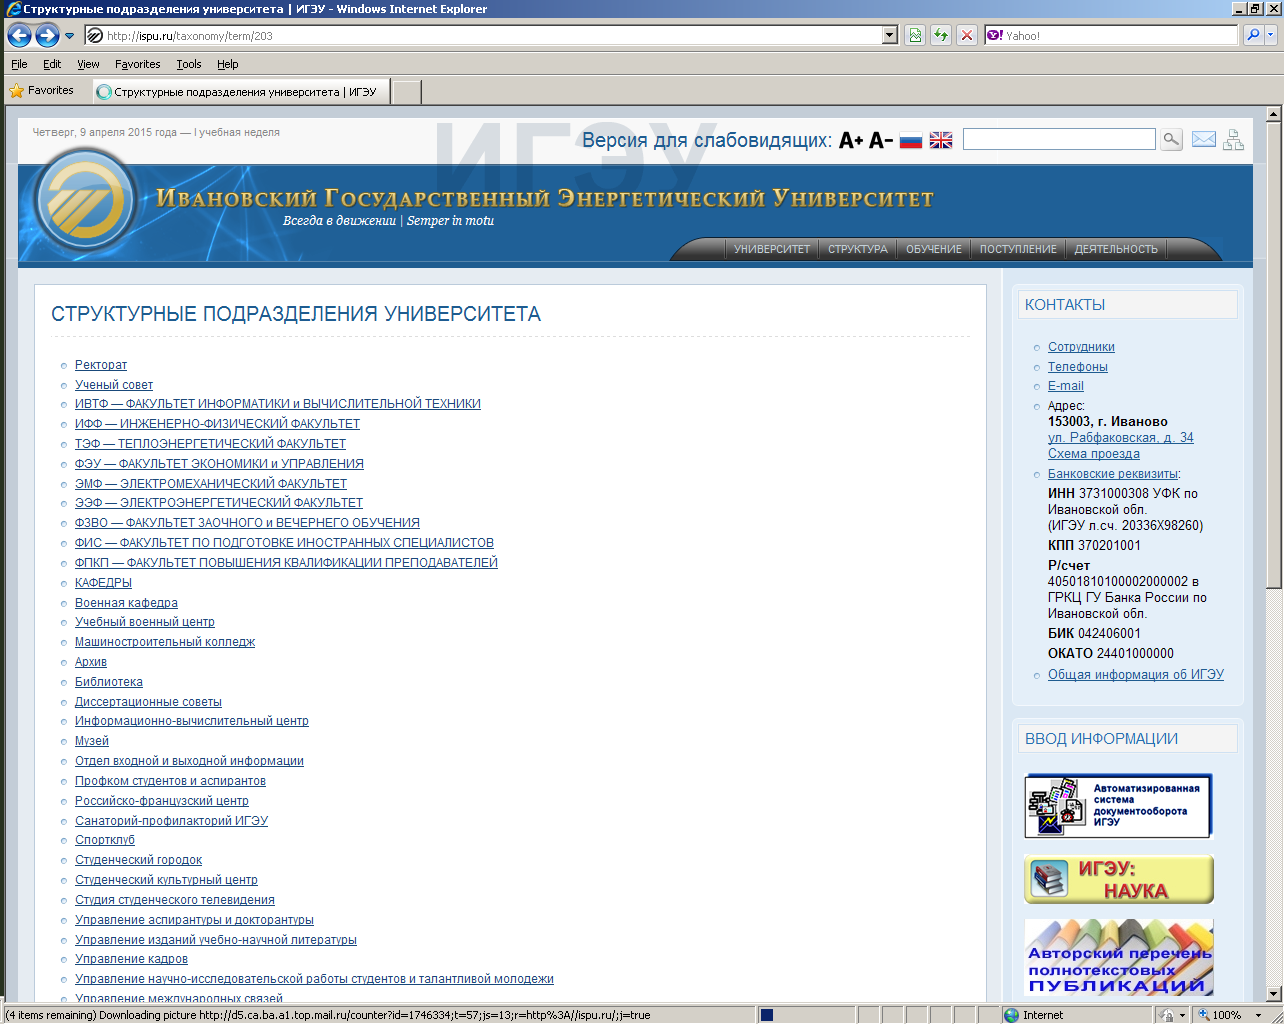 Структурные подразделения университета | ИГЭУ - Windows Internet Explorer
http://ispu.ru/taxonomy/term/203
Yahoo!
File Edit View Favorites Tools Help
Favorites
Структурные подразделения университета | ИГЭУ
Четверг, 9 апреля 2015 года — I учебная неделя
ИГЭУ
Версия для слабовидящих: A+ A-
Ивановский Государственный Энергетический Университет
Всегда в движении | Semper in motu
УНИВЕРСИТЕТ СТРУКТУРА ОБУЧЕНИЕ ПОСТУПЛЕНИЕ ДЕЯТЕЛЬНОСТЬ
СТРУКТУРНЫЕ ПОДРАЗДЕЛЕНИЯ УНИВЕРСИТЕТА
Ректорат
Ученый совет
ИВТФ — ФАКУЛЬТЕТ ИНФОРМАТИКИ и ВЫЧИСЛИТЕЛЬНОЙ ТЕХНИКИ
ИФФ — ИНЖЕНЕРНО-ФИЗИЧЕСКИЙ ФАКУЛЬТЕТ
ТЭФ — ТЕПЛОЭНЕРГЕТИЧЕСКИЙ ФАКУЛЬТЕТ
ФЭУ — ФАКУЛЬТЕТ ЭКОНОМИКИ и УПРАВЛЕНИЯ
ЭМФ — ЭЛЕКТРОМЕХАНИЧЕСКИЙ ФАКУЛЬТЕТ
ЭЭФ — ЭЛЕКТРОЭНЕРГЕТИЧЕСКИЙ ФАКУЛЬТЕТ
ФЗВО — ФАКУЛЬТЕТ ЗАОЧНОГО и ВЕЧЕРНЕГО ОБУЧЕНИЯ
ФИС — ФАКУЛЬТЕТ ПО ПОДГОТОВКЕ ИНОСТРАННЫХ СПЕЦИАЛИСТОВ
ФПКП — ФАКУЛЬТЕТ ПОВЫШЕНИЯ КВАЛИФИКАЦИИ ПРЕПОДАВАТЕЛЕЙ
КАФЕДРЫ
Военная кафедра
Учебный военный центр
Машиностроительный колледж
Архив
Библиотека
Диссертационные советы
Информационно-вычислительный центр
Музей
Отдел входной и выходной информации
Профком студентов и аспирантов
Российско-французский центр
Санаторий-профилакторий ИГЭУ
Спортклуб
Студенческий городок
Студенческий культурный центр
Студия студенческого телевидения
Управление аспирантуры и докторантуры
Управление изданий учебно-научной литературы
Управление кадров
Управление научно-исследовательской работы студентов и талантливой молодежи
Управление международных связей
КОНТАКТЫ
Сотрудники
Телефоны
E-mail
Адрес:
153003, г. Иваново
ул. Рабфаковская, д. 34
Схема проезда
Банковские реквизиты:
ИНН 3731000308 УФК по
Ивановской обл.
(ИГЭУ л.сч. 20336X98260)
КПП 370201001
Р/счет
40501810100002000002 в
ГРКЦ ГУ Банка России по
Ивановской обл.
БИК 042406001
ОКАТО 24401000000
Общая информация об ИГЭУ
ВВОД ИНФОРМАЦИИ
Автоматизированная
система
документооборота
ИГЭУ
ИГЭУ:
НАУКА
Авторский перечень
полнотекстовых
ПУБЛИКАЦИЙ
(4 items remaining) Downloading picture http://d5.ca.ba.a1.top.mail.ru/counter?id=1746334;t=57;js=13;r=http%3A//ispu.ru/;j=true
Internet
100%